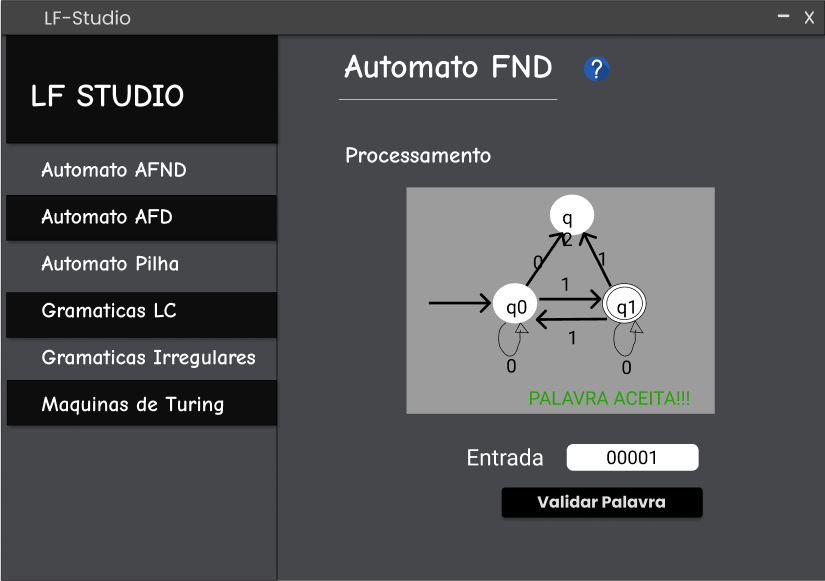 LF-Studio
X
LF STUDIO
Automato AFND
Automato AFD
Automato Pilha
Gramaticas LC
Gramaticas Irregulares
Maquinas de Turing
Automato FND
?
Processamento
q
2
0
1
1
q0
q1
1
0
0
PALAVRA ACEITA!!!
Entrada
00001
Validar Palavra